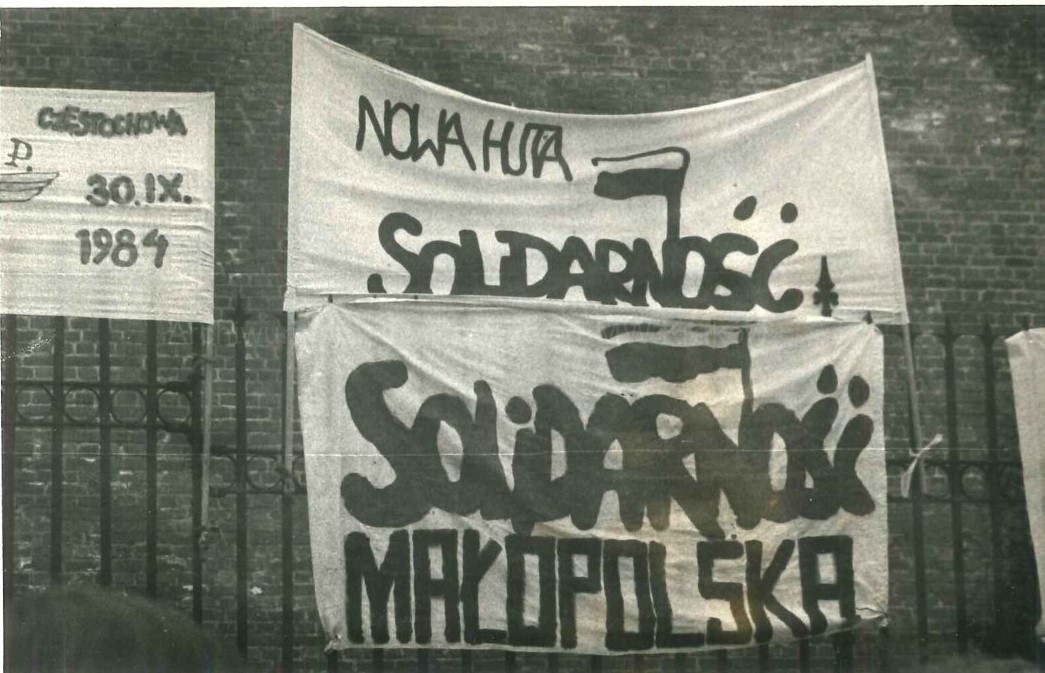 CZĘSTOCHOWA
P.
30.IX.
1984
NOWA HUTA
SOLIDARNOŚĆ
SOLIDARNOŚĆ
MAŁOPOLSKA